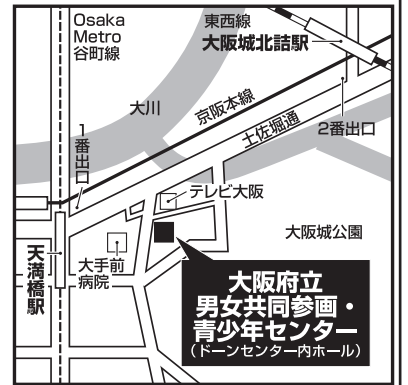 Osaka
Metro
谷町線
東西線
大阪城北詰駅
大川
京阪本線
土佐堀通
1番出口
2番出口
テレビ大阪
大阪城公園
天満橋駅
大手前
病院
大阪府立
男女共同参画・
青少年センター
(ドーンセンター内ホール)